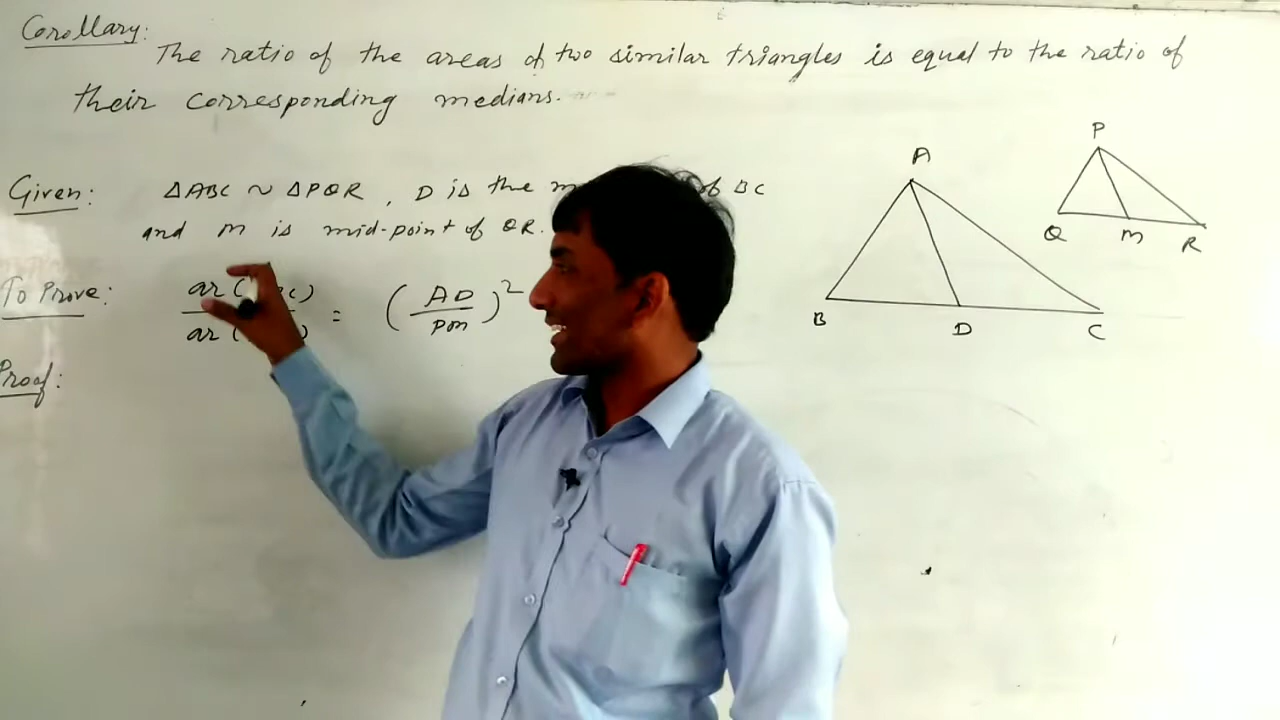 Corollary:
The ratio of the areas of two similar triangles is equal to the ratio of
their corresponding medians.
Given: ΔABC ~ ΔPQR, D is the of BC
and M is mid-point of QR.
To Prove: ar( C) / ar( ) = (AD/PM)²
Proof:
A
B D C
P
Q M R